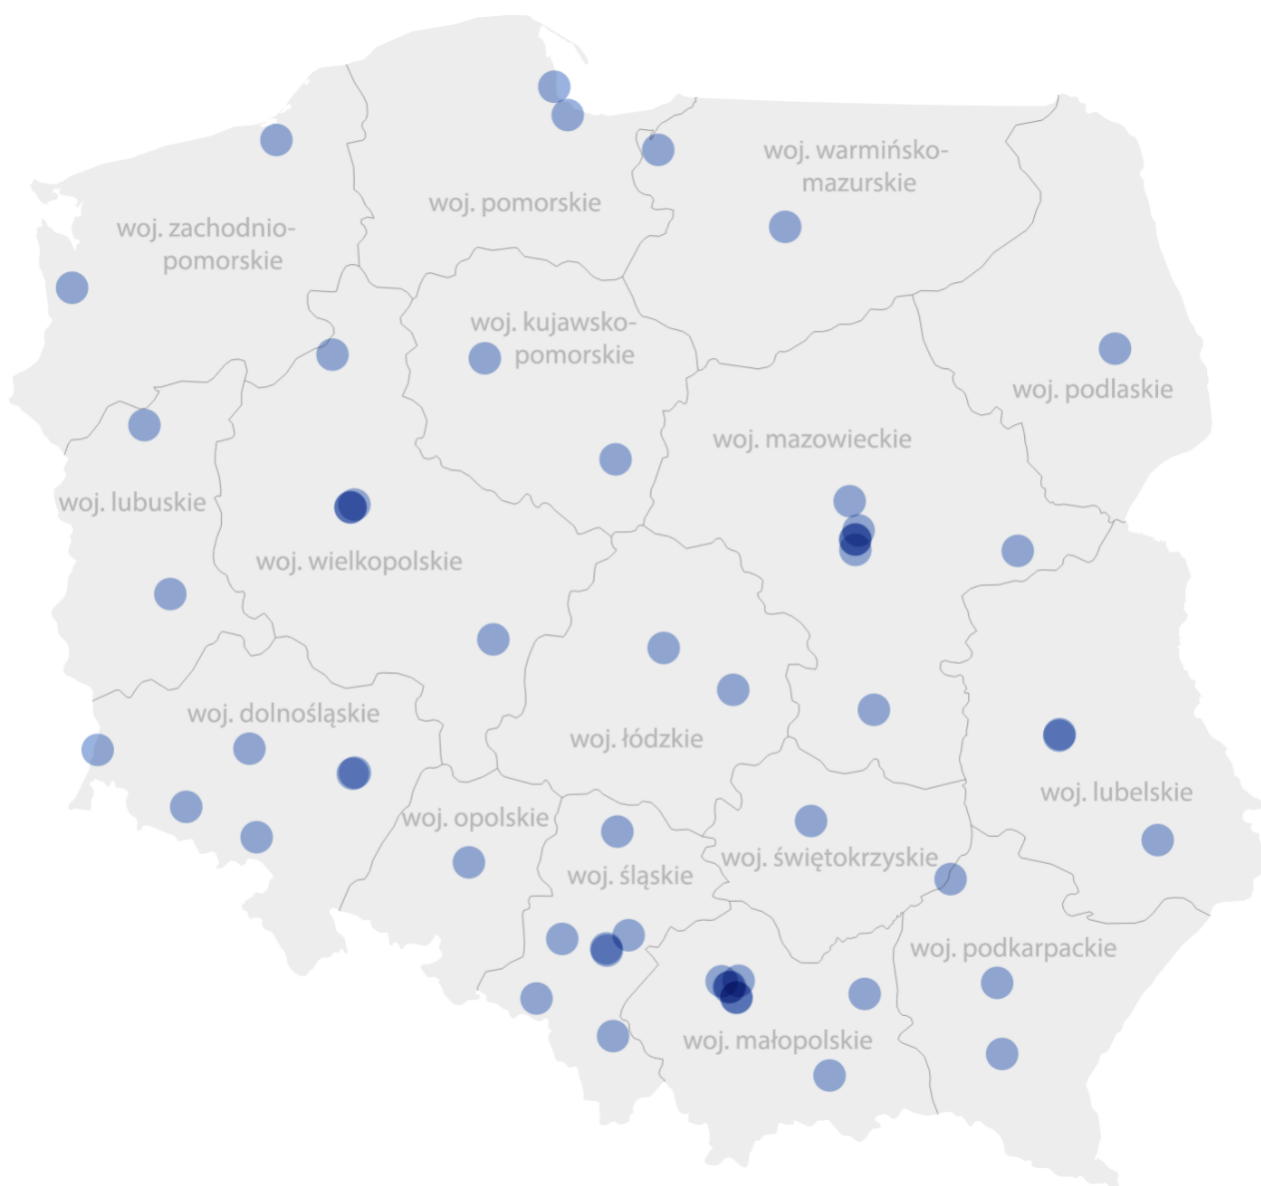 woj. warmińsko-
mazurskie
woj. pomorskie
woj. zachodnio-
pomorskie
woj. kujawsko-
pomorskie
woj. podlaskie
woj. mazowieckie
woj. lubuskie
woj. wielkopolskie
woj. dolnośląskie
woj. łódzkie
woj. lubelskie
woj. opolskie
woj. świętokrzyskie
woj. śląskie
woj. podkarpackie
woj. małopolskie